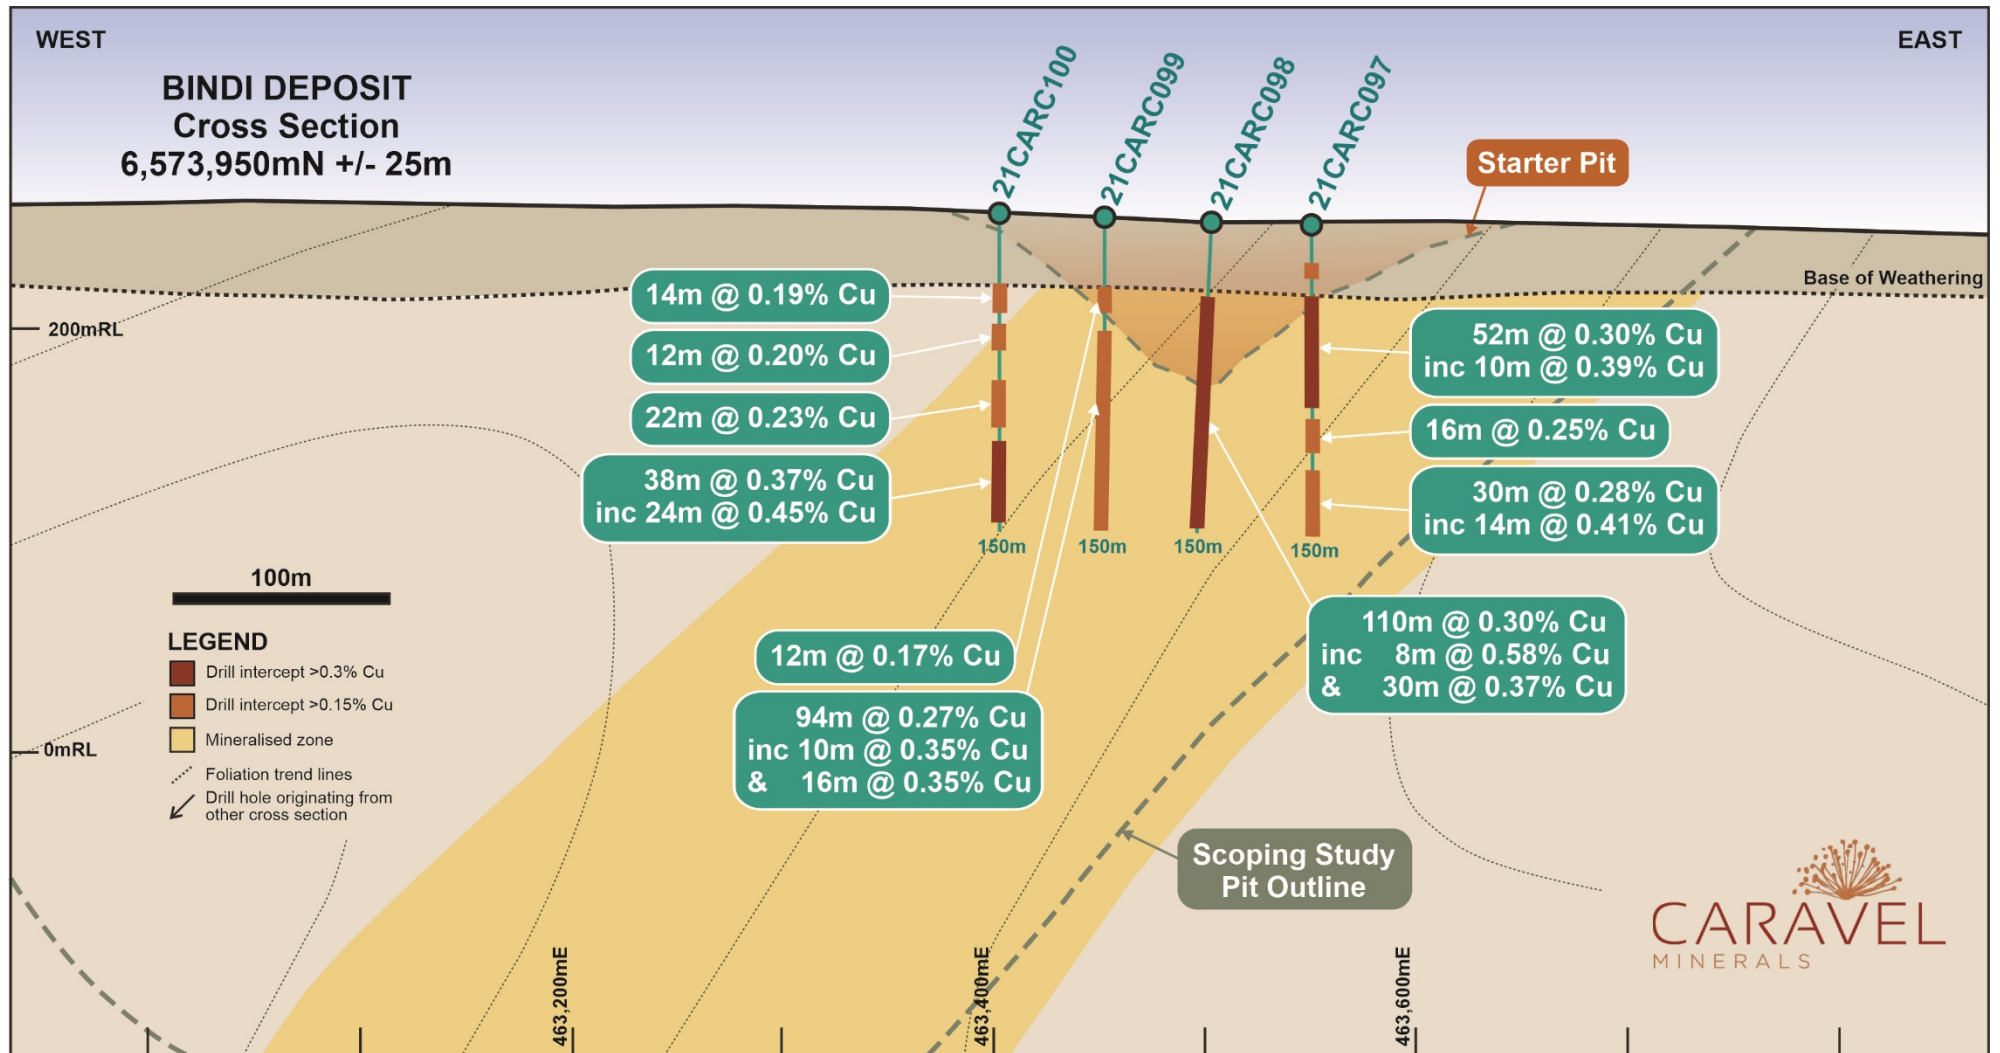 WEST
EAST
BINDI DEPOSIT
Cross Section
6,573,950mN +/- 25m
21CARC100
21CARC099
21CARC098
21CARC097
Starter Pit
Base of Weathering
200mRL
14m @ 0.19% Cu
12m @ 0.20% Cu
22m @ 0.23% Cu
38m @ 0.37% Cu
inc 24m @ 0.45% Cu
52m @ 0.30% Cu
inc 10m @ 0.39% Cu
16m @ 0.25% Cu
30m @ 0.28% Cu
inc 14m @ 0.41% Cu
150m
150m
150m
150m
100m
LEGEND
Drill intercept >0.3% Cu
Drill intercept >0.15% Cu
Mineralised zone
Foliation trend lines
Drill hole originating from
other cross section
0mRL
12m @ 0.17% Cu
94m @ 0.27% Cu
inc 10m @ 0.35% Cu
& 16m @ 0.35% Cu
110m @ 0.30% Cu
inc 8m @ 0.58% Cu
& 30m @ 0.37% Cu
Scoping Study
Pit Outline
463,200mE
463,400mE
463,600mE
CARAVEL
MINERALS